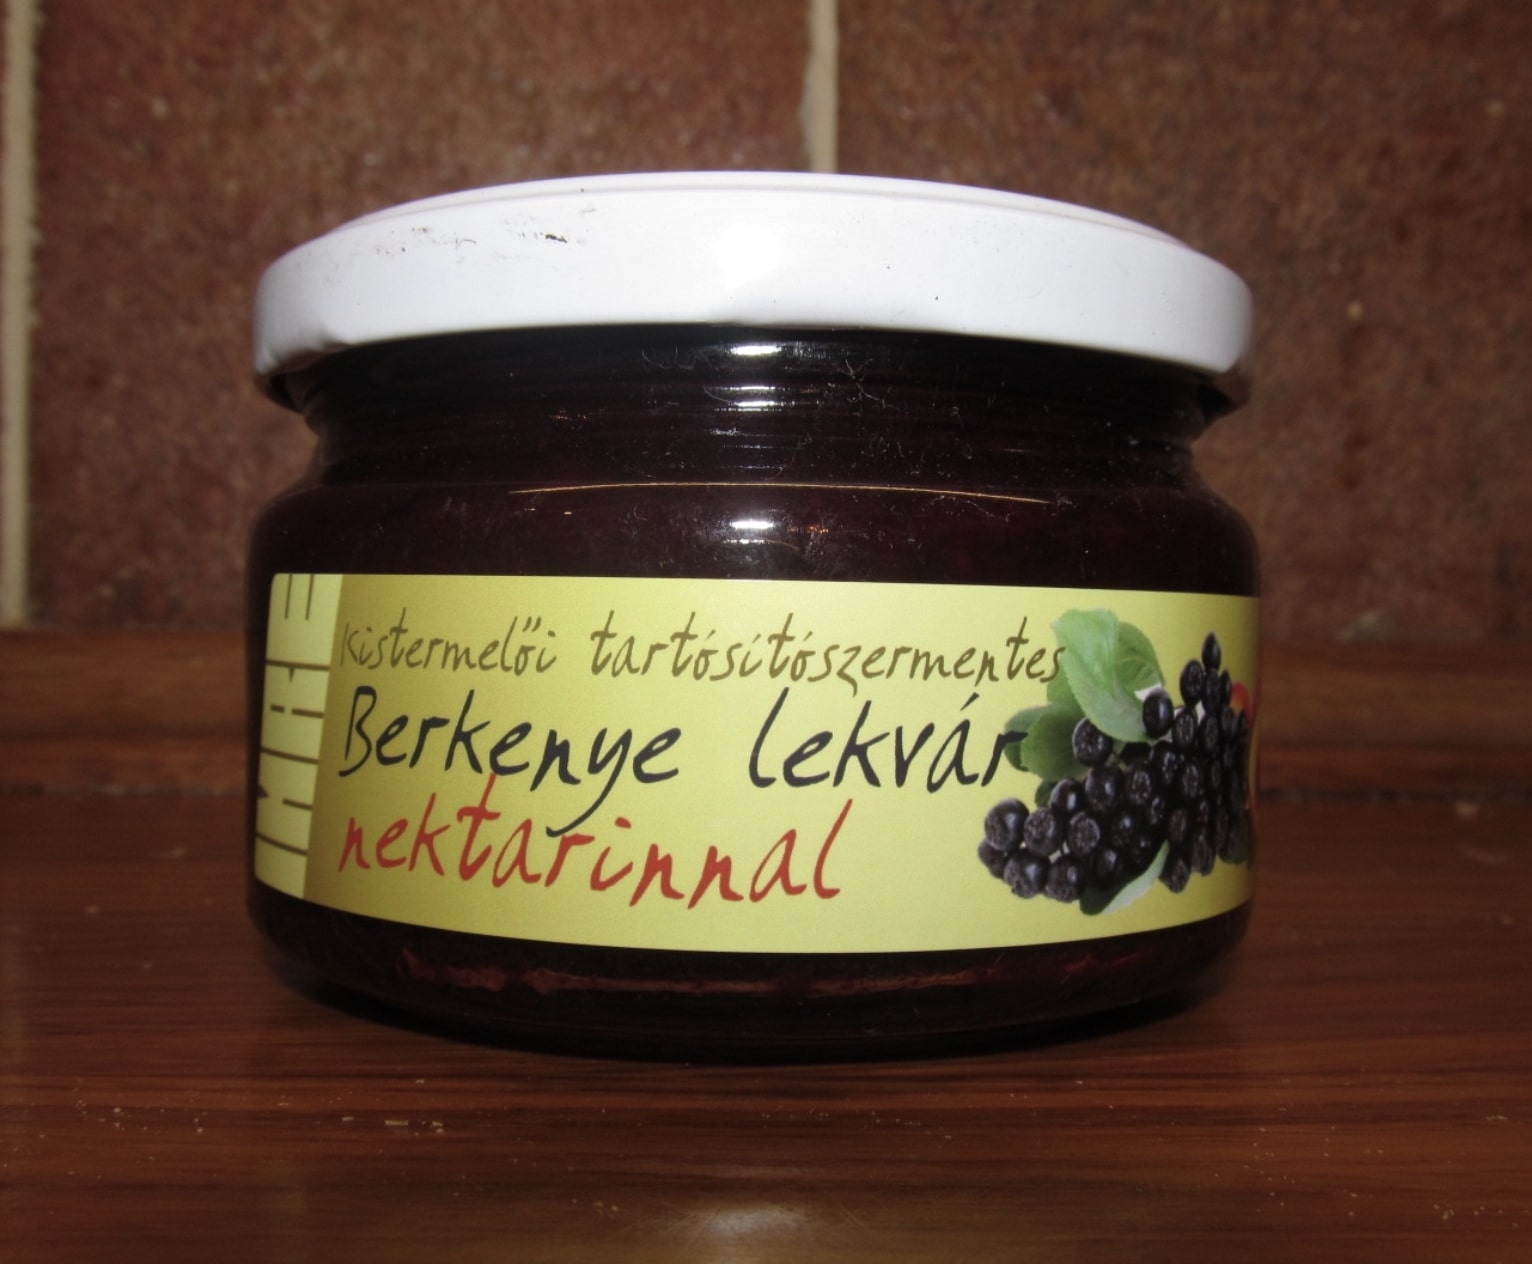 Kistermelői tartósítószermentes
Berkenye lekvár
nektarinnal